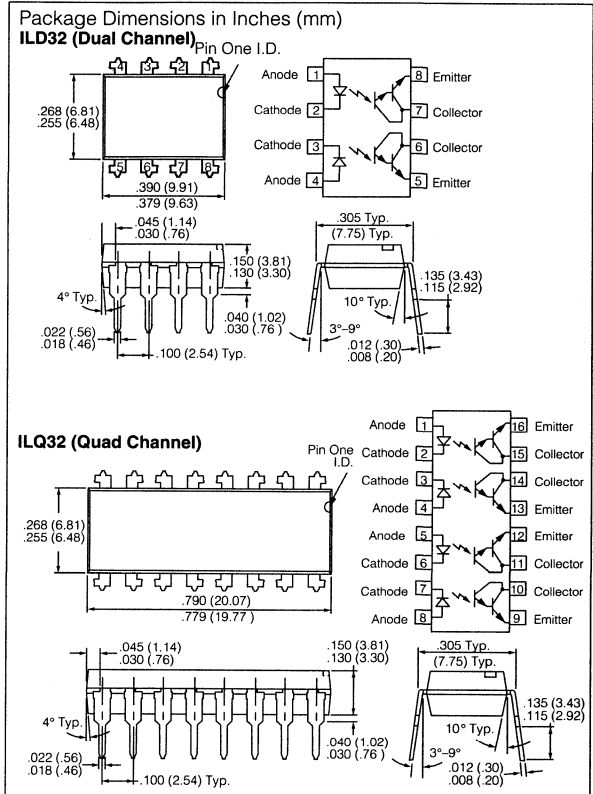 Package Dimensions in Inches (mm)
ILD32 (Dual Channel)
Pin One I.D.
4 3 2 1
.268 (6.81)
.255 (6.48)
5 6 7 8
.390 (9.91)
.379 (9.63)
Anode 1
8 Emitter
Cathode 2
7 Collector
Cathode 3
6 Collector
Anode 4
5 Emitter
.045 (1.14)
.030 (.76)
.150 (3.81)
.130 (3.30)
4° Typ.
.040 (1.02)
.030 (.76 )
.022 (.56)
.018 (.46)
.100 (2.54) Typ.
.305 Typ.
(7.75) Typ.
.135 (3.43)
.115 (2.92)
10° Typ.
3°–9°
.012 (.30)
.008 (.20)
ILQ32 (Quad Channel)
Pin One
I.D.
.268 (6.81)
.255 (6.48)
.790 (20.07)
.779 (19.77 )
Anode 1
16 Emitter
Cathode 2
15 Collector
Cathode 3
14 Collector
Anode 4
13 Emitter
Anode 5
12 Emitter
Cathode 6
11 Collector
Cathode 7
10 Collector
Anode 8
9 Emitter
.045 (1.14)
.030 (.76)
.150 (3.81)
.130 (3.30)
4° Typ.
.040 (1.02)
.030 (.76 )
.022 (.56)
.018 (.46)
.100 (2.54) Typ.
.305 Typ.
(7.75) Typ.
.135 (3.43)
.115 (2.92)
10° Typ.
3°–9°
.012 (.30)
.008 (.20)